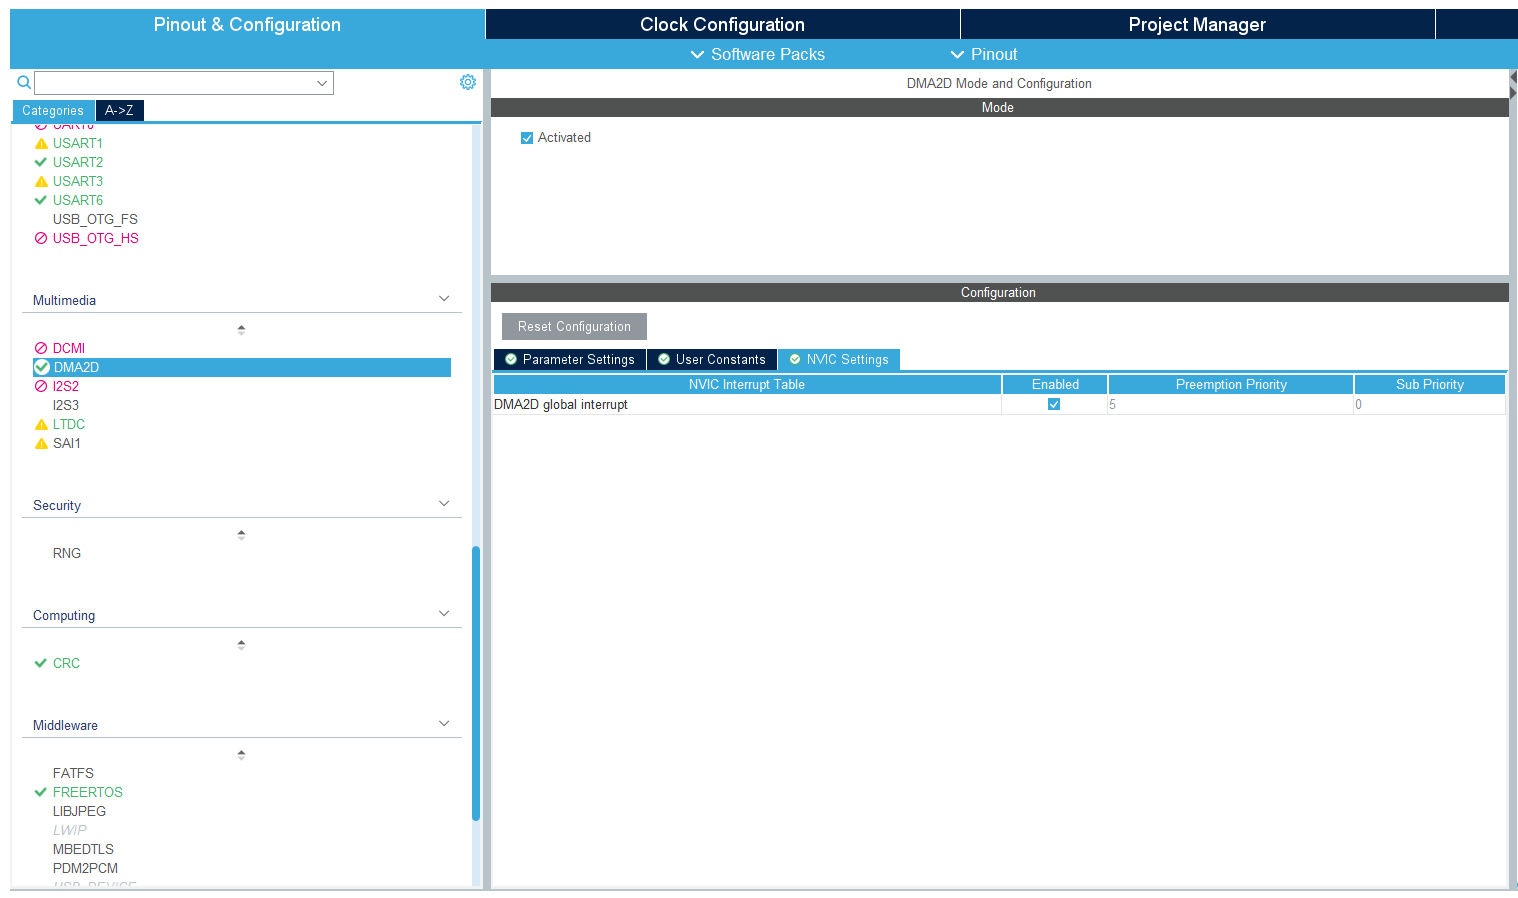 Pinout & Configuration
Clock Configuration
Project Manager
Software Packs
Pinout
Categories
A->Z
USART1
USART2
USART3
USART6
USB_OTG_FS
USB_OTG_HS
Multimedia
DCMI
DMA2D
I2S2
I2S3
LTDC
SAI1
Security
RNG
Computing
CRC
Middleware
FATFS
FREERTOS
LIBJPEG
LWIP
MBEDTLS
PDM2PCM
USB_DEVICE
DMA2D Mode and Configuration
Mode
Activated
Configuration
Reset Configuration
Parameter Settings
User Constants
NVIC Settings
NVIC Interrupt Table Enabled Preemption Priority Sub Priority
DMA2D global interrupt 5 0